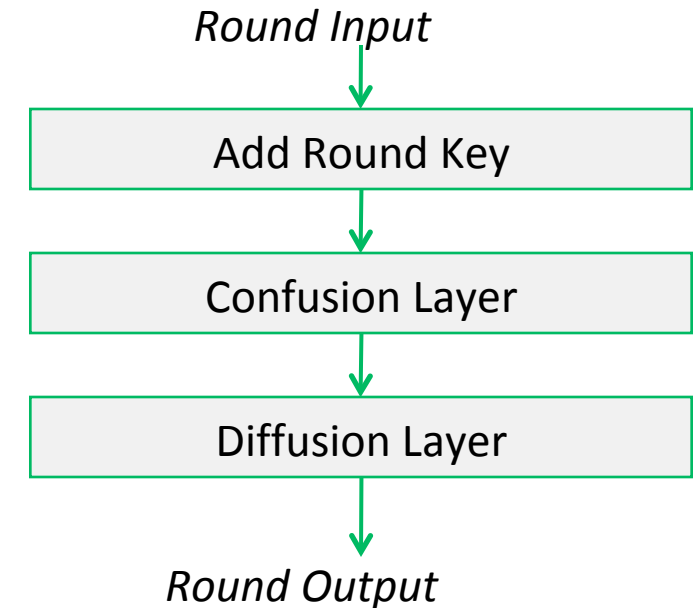 Round Input
Add Round Key
Confusion Layer
Diffusion Layer
Round Output